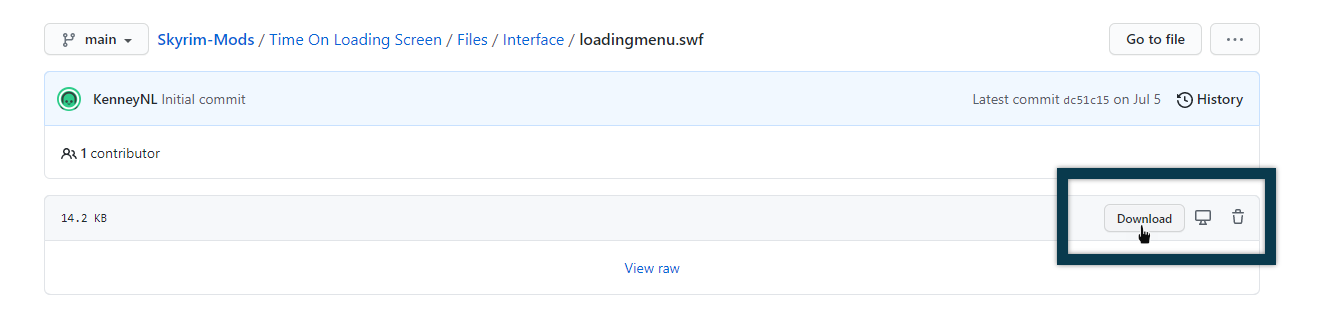 main Skyrim-Mods / Time On Loading Screen / Files / Interface / loadingmenu.swf Go to file ...
KenneyNL Initial commit Latest commit dc51c15 on Jul 5 History
1 contributor
14.2 KB Download
View raw